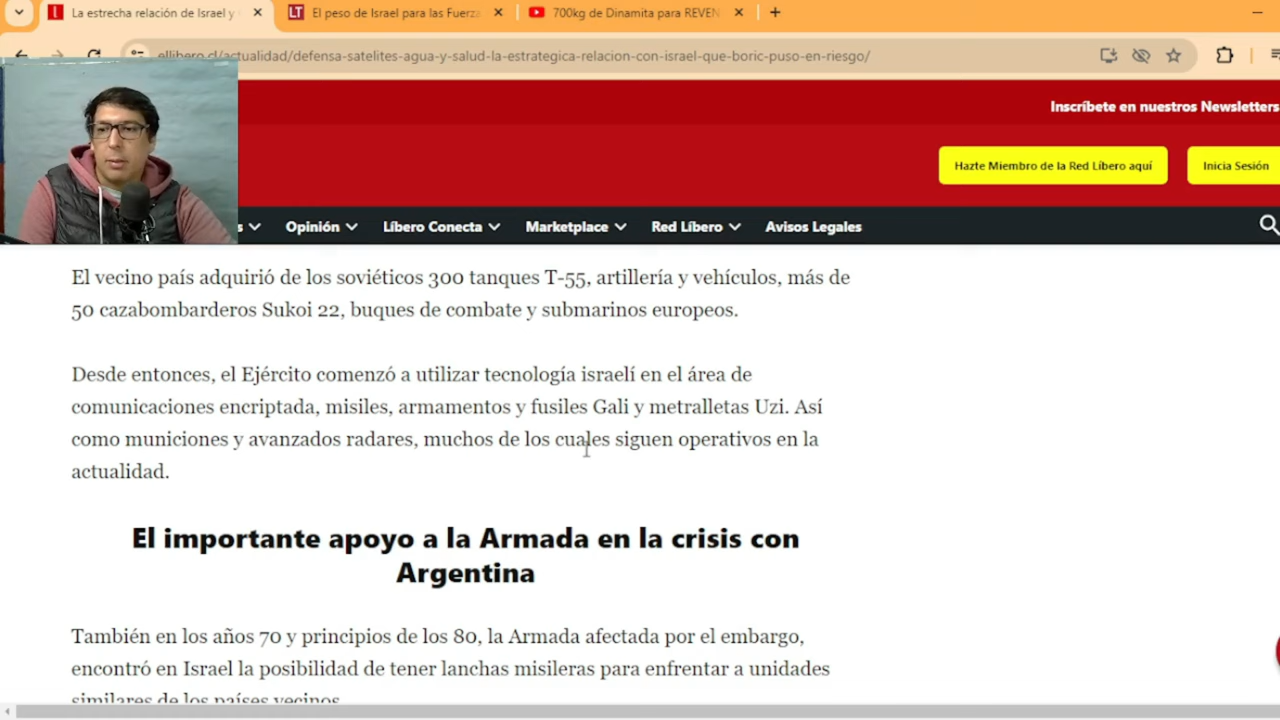 La estrecha relación de Israel y
El peso de Israel para las Fuerza
700kg de Dinamita para REVEN
ellibero.cl/actualidad/defensa-satelites-agua-y-salud-la-estrategica-relacion-con-israel-que-boric-puso-en-riesgo/
Inscríbete en nuestros Newsletters
Hazte Miembro de la Red Líbero aquí
Inicia Sesión
s Opinión Líbero Conecta Marketplace Red Líbero Avisos Legales
El vecino país adquirió de los soviéticos 300 tanques T-55, artillería y vehículos, más de
50 cazabombarderos Sukoi 22, buques de combate y submarinos europeos.
Desde entonces, el Ejército comenzó a utilizar tecnología israelí en el área de
comunicaciones encriptada, misiles, armamentos y fusiles Gali y metralletas Uzi. Así
como municiones y avanzados radares, muchos de los cuales siguen operativos en la
actualidad.
El importante apoyo a la Armada en la crisis con
Argentina
También en los años 70 y principios de los 80, la Armada afectada por el embargo,
encontró en Israel la posibilidad de tener lanchas misileras para enfrentar a unidades
similares de los países vecinos.